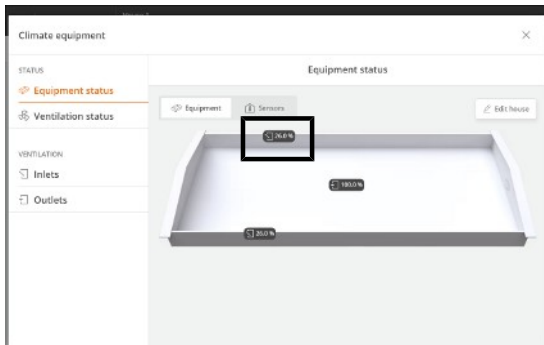 Climate equipment
STATUS
Equipment status
Equipment status
Ventilation status
Equipment
Sensors
Edit house
26.0 %
VENTILATION
Inlets
100.0 %
Outlets
26.0 %